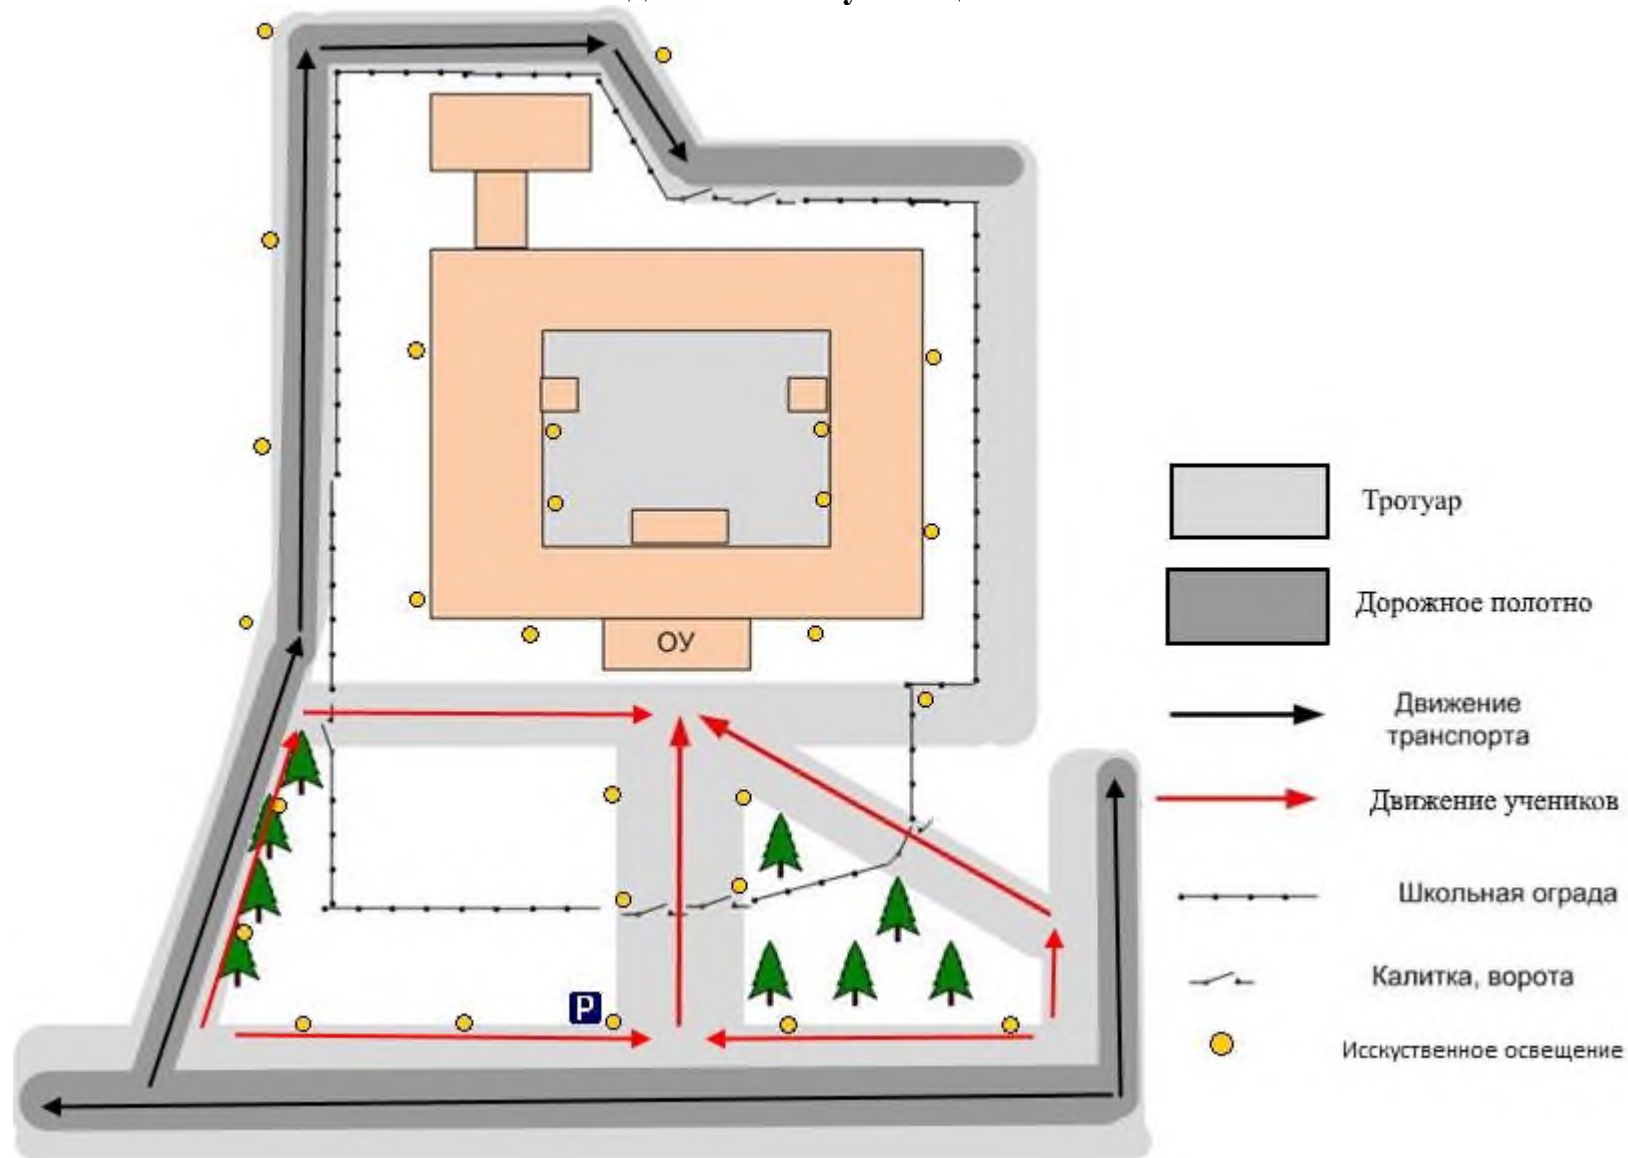 ОУ
P
Тротуар
Дорожное полотно
Движение
транспорта
Движение учеников
Школьная ограда
Калитка, ворота
Исскуственное освещение